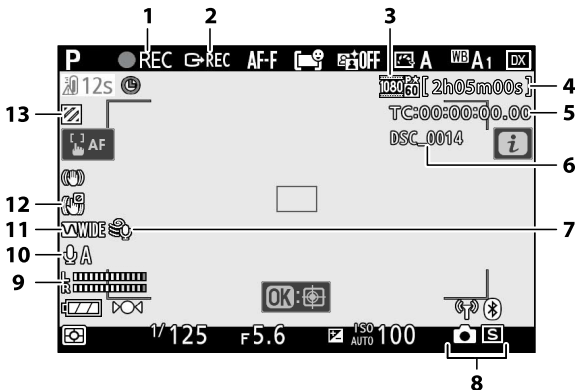 1 2 3
P REC REC AF-F OFF A WB A1 DX
12s 1080 60 [2h05m00s] 4
13 TC:00:00:00.00 5
AF DSC_0014 i
6
12
11 WIDE 7
10 A
9 L
R OK:
1/125 F5.6 ISO AUTO 100 S
8